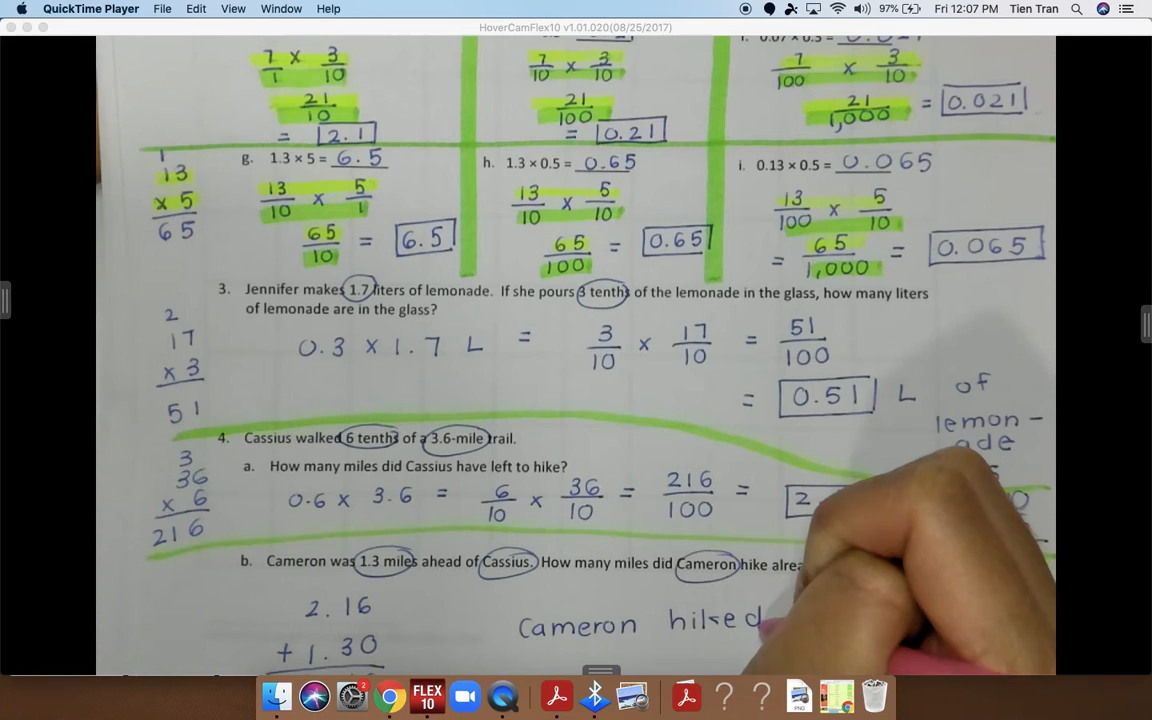 QuickTime Player File Edit View Window Help 97% Fri 12:07 PM Tien Tran
HoverCamFlex10 v1.01.020(08/25/2017)
7/1 × 3/10
21/10
= 2.1
7/10 × 3/10
21/100
= 0.21
7/100 × 3/10
21/1,000 = 0.021
1
13
× 5
65
g. 1.3 × 5 = 6.5
13/10 × 5/1
65/10 = 6.5
h. 1.3 × 0.5 = 0.65
13/10 × 5/10
65/100 = 0.65
i. 0.13 × 0.5 = 0.065
13/100 × 5/10
= 65/1,000 = 0.065
3. Jennifer makes 1.7 liters of lemonade. If she pours 3 tenths of the lemonade in the glass, how many liters
of lemonade are in the glass?
2
17
× 3
51
0.3 × 1.7 L = 3/10 × 17/10 = 51/100
= 0.51 L of
lemon-
ade
4. Cassius walked 6 tenths of a 3.6-mile trail.
a. How many miles did Cassius have left to hike?
3
36
× 6
216
0.6 × 3.6 = 6/10 × 36/10 = 216/100 = 2.
b. Cameron was 1.3 miles ahead of Cassius. How many miles did Cameron hike
2.16
+ 1.30
Cameron hiked
FLEX
10
2
PNG